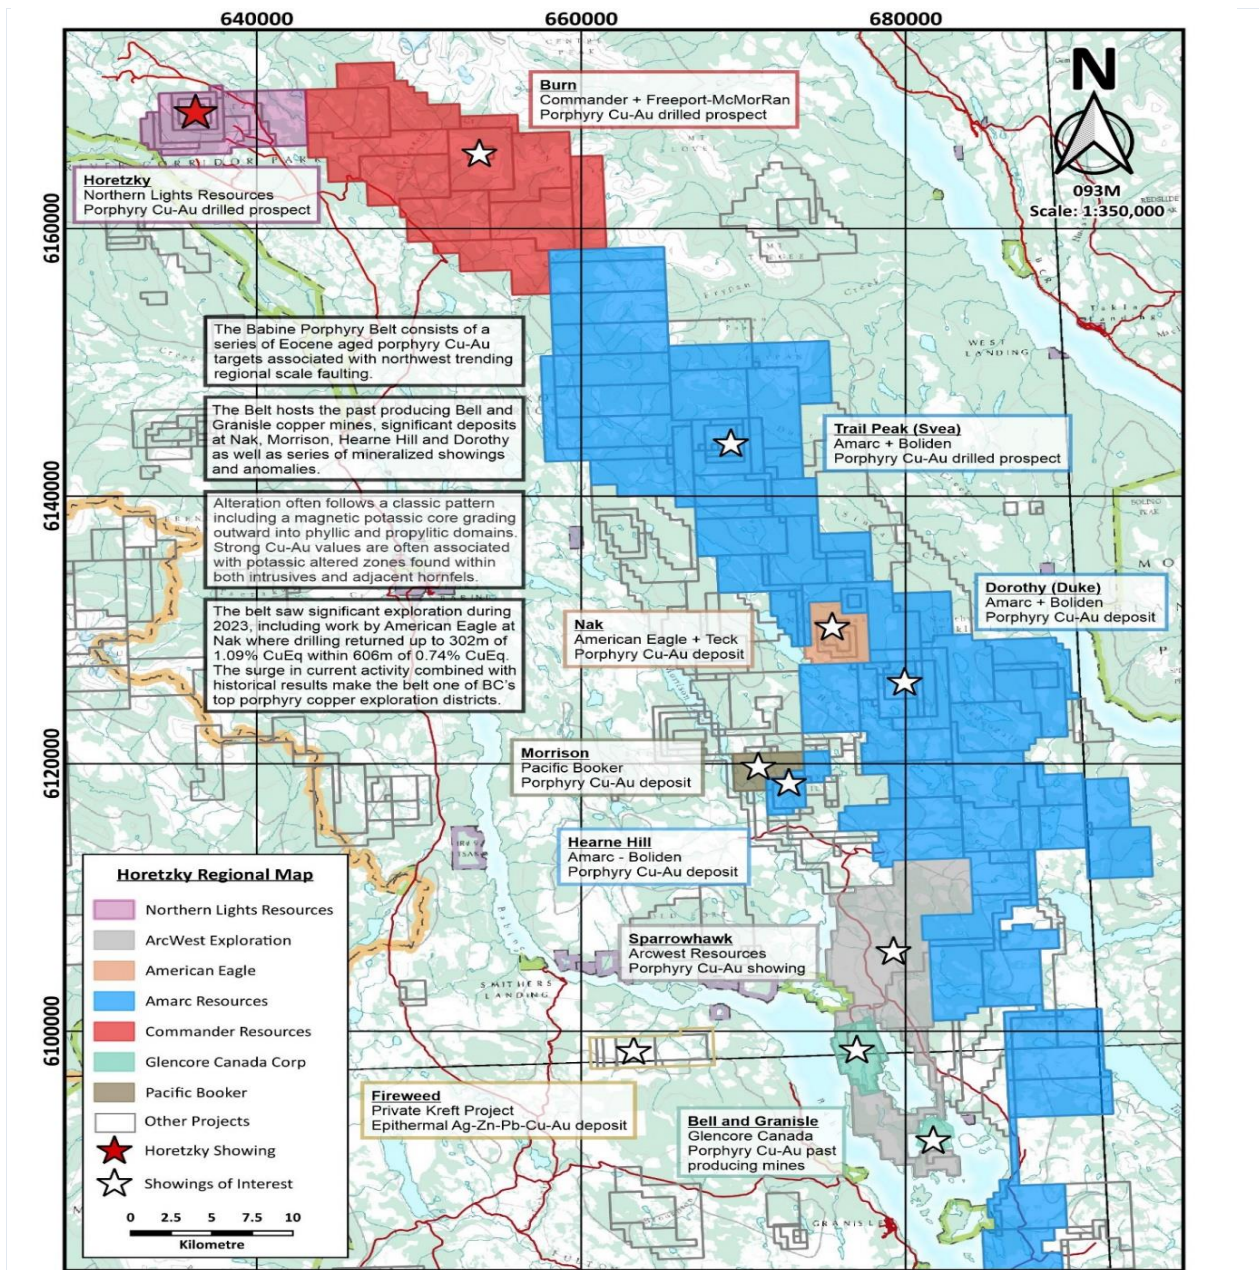 640000
660000
680000
6160000
6140000
6120000
6100000
N
093M
Scale: 1:350,000
Burn
Commander + Freeport-McMorRan
Porphyry Cu-Au drilled prospect
CORRIDOR PARK
Horetzky
Northern Lights Resources
Porphyry Cu-Au drilled prospect
The Babine Porphyry Belt consists of a
series of Eocene aged porphyry Cu-Au
targets associated with northwest trending
regional scale faulting.
The Belt hosts the past producing Bell and
Granisle copper mines, significant deposits
at Nak, Morrison, Hearne Hill and Dorothy
as well as series of mineralized showings
and anomalies.
Alteration often follows a classic pattern
including a magnetic potassic core grading
outward into phyllic and propylitic domains.
Strong Cu-Au values are often associated
with potassic altered zones found within
both intrusives and adjacent hornfels.
The belt saw significant exploration during
2023, including work by American Eagle at
Nak where drilling returned up to 302m of
1.09% CuEq within 606m of 0.74% CuEq.
The surge in current activity combined with
historical results make the belt one of BC's
top porphyry copper exploration districts.
WEST
LANDING
Trail Peak (Svea)
Amarc + Boliden
Porphyry Cu-Au drilled prospect
Dorothy (Duke)
Amarc + Boliden
Porphyry Cu-Au deposit
Nak
American Eagle + Teck
Porphyry Cu-Au deposit
Morrison
Pacific Booker
Porphyry Cu-Au deposit
Hearne Hill
Amarc - Boliden
Porphyry Cu-Au deposit
Sparrowhawk
Arcwest Resources
Porphyry Cu-Au showing
SMITHERS
LANDING
Fireweed
Private Kreft Project
Epithermal Ag-Zn-Pb-Cu-Au deposit
Bell and Granisle
Glencore Canada
Porphyry Cu-Au past
producing mines
GRANISLE
Horetzky Regional Map
Northern Lights Resources
ArcWest Exploration
American Eagle
Amarc Resources
Commander Resources
Glencore Canada Corp
Pacific Booker
Other Projects
Horetzky Showing
Showings of Interest
0 2.5 5 7.5 10
Kilometre